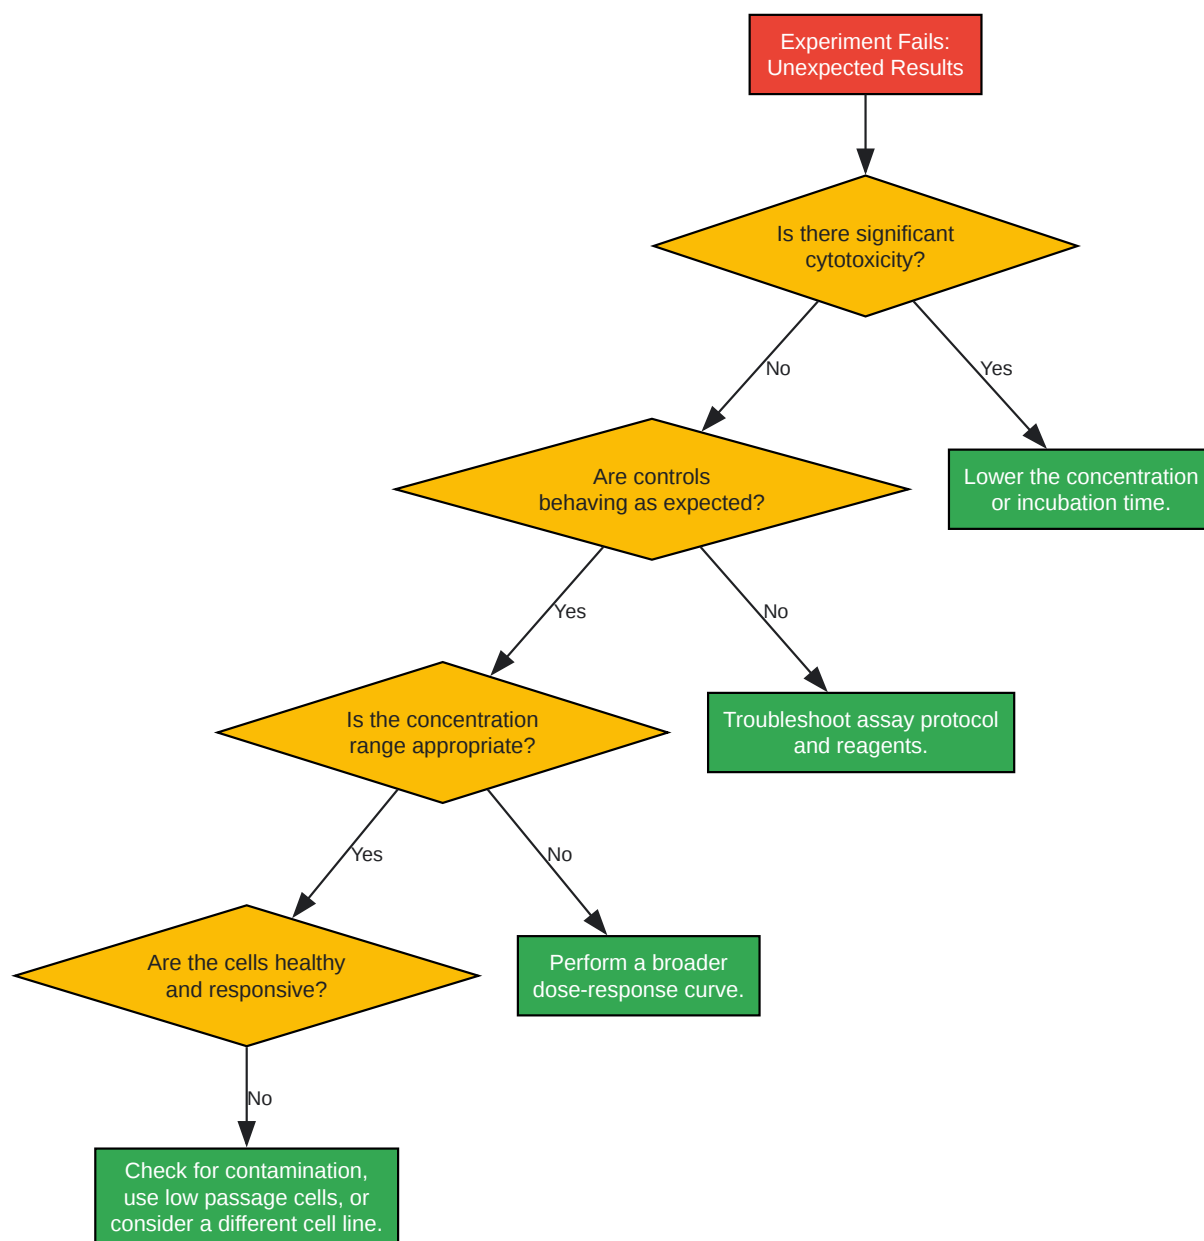 Experiment Fails:
Unexpected Results
Is there significant
cytotoxicity?
No
Yes
Are controls
behaving as expected?
Lower the concentration
or incubation time.
Yes
No
Is the concentration
range appropriate?
Troubleshoot assay protocol
and reagents.
Yes
No
Are the cells healthy
and responsive?
Perform a broader
dose-response curve.
No
Check for contamination,
use low passage cells, or
consider a different cell line.